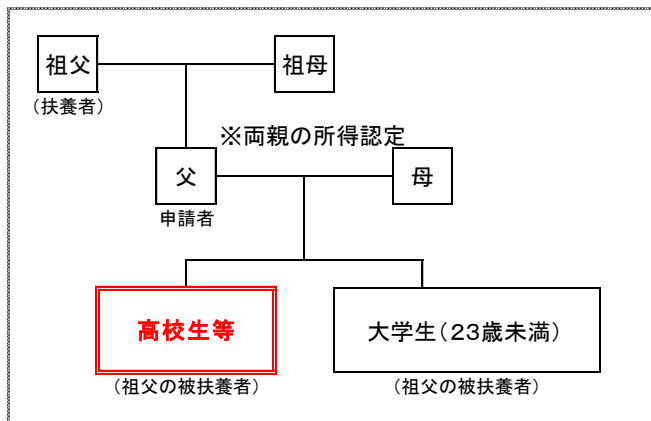 祖父
祖母
(扶養者)
※両親の所得認定
父
母
申請者
高校生等
大学生(23歳未満)
(祖父の被扶養者)
(祖父の被扶養者)